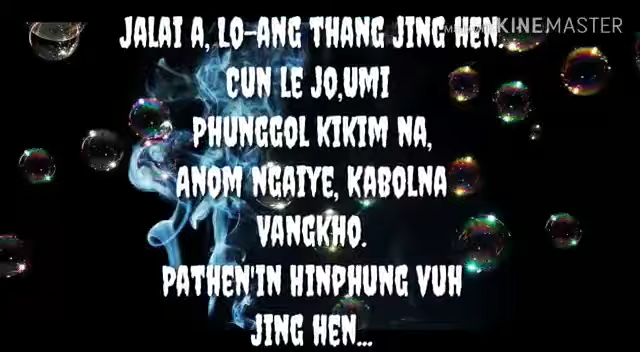 JALAI A, LO-ANG THANG JING HEN.
KINEMASTER
CUN LE JO,UMI
PHUNGGOL KIKIM NA,
ANOM NGAIYE, KABOLNA
VANGKHO.
PATHEN'IN HINPHUNG VUH
JING HEN...